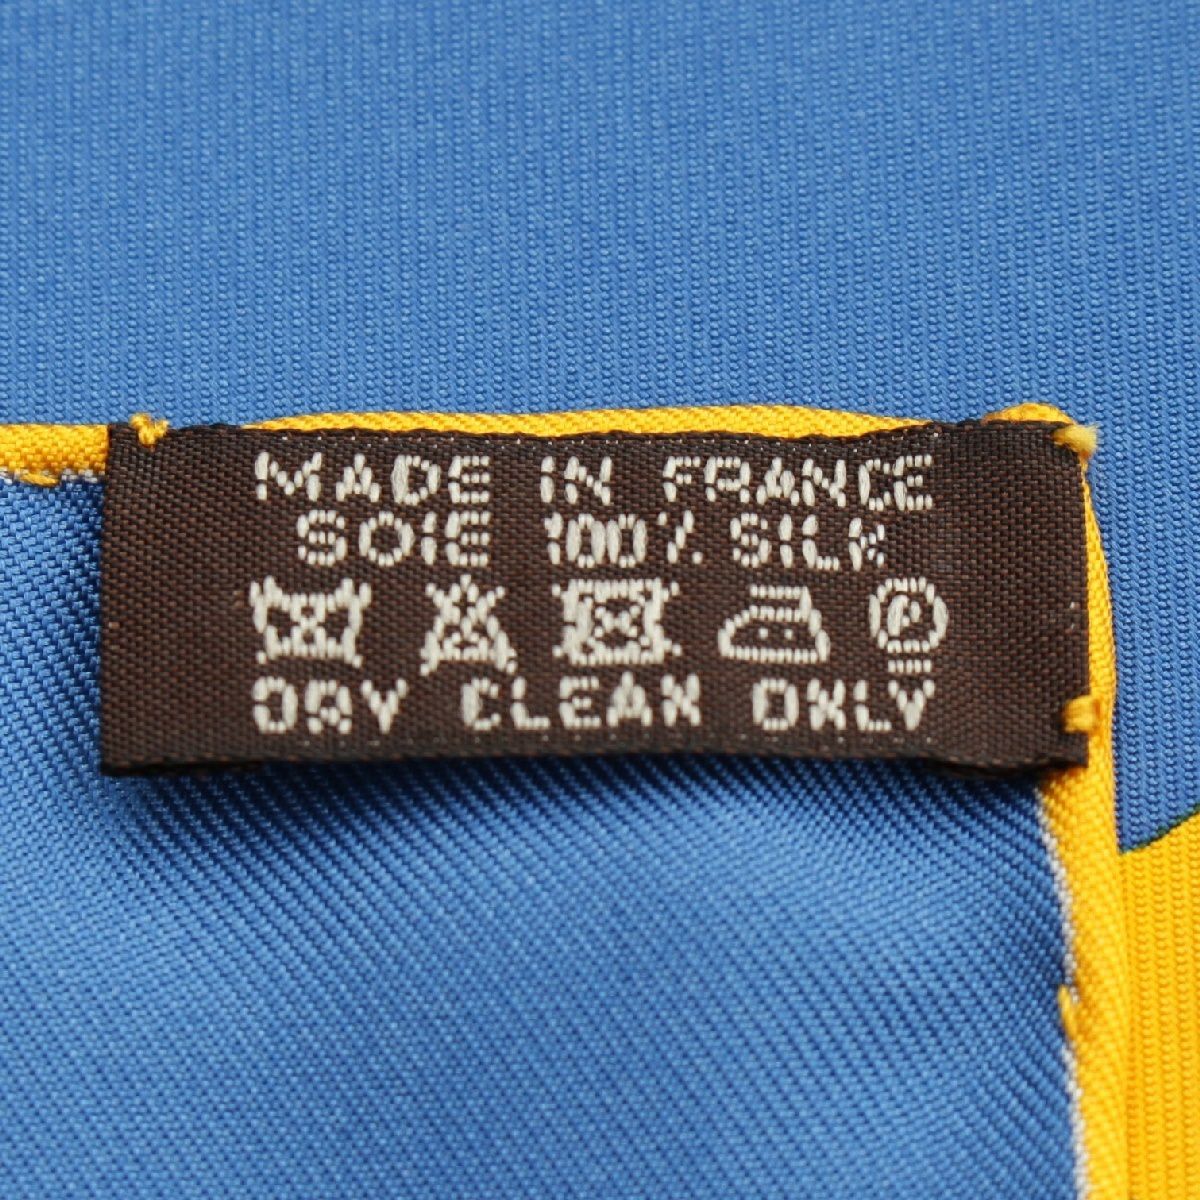 MADE IN FRANCE
SOIE 100% SILK
P
DRY CLEAN ONLY